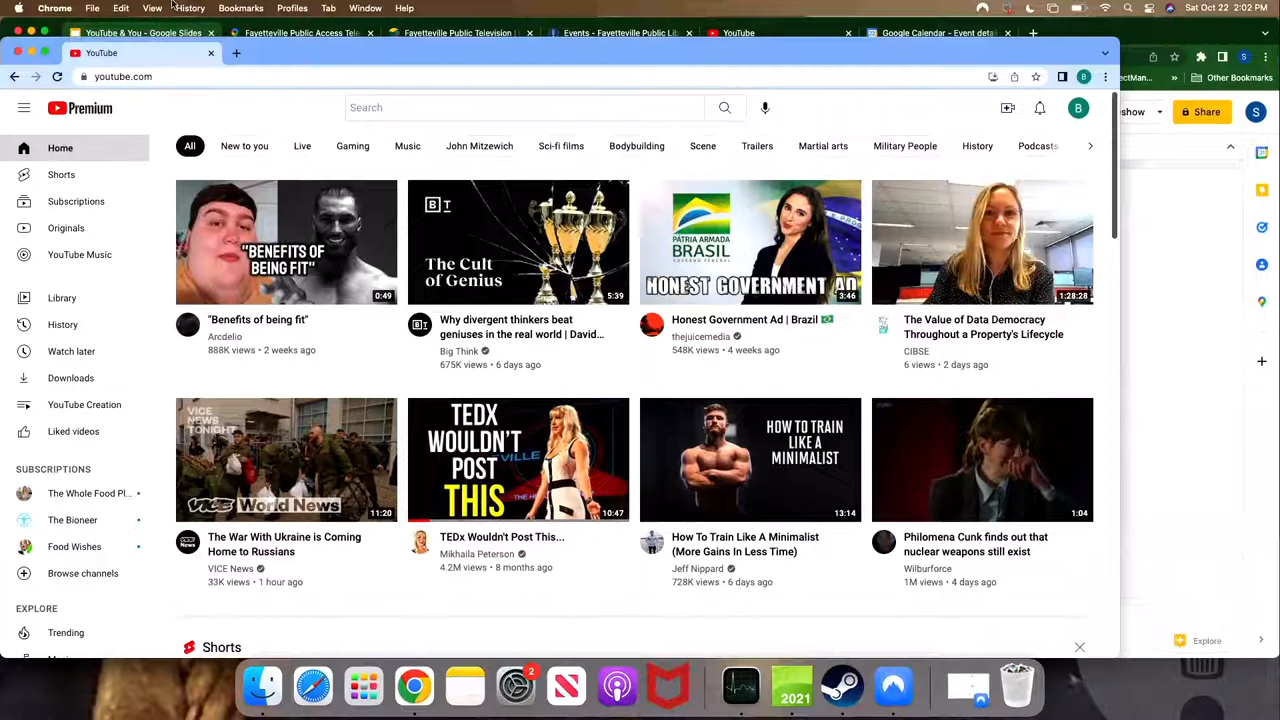 Chrome File Edit View History Bookmarks Profiles Tab Window Help Sat Oct 22 2:02 PM
YouTube & You - Google Slides Fayetteville Public Access Tele Fayetteville Public Television | Events - Fayetteville Public Lib YouTube Google Calendar - Event detai
YouTube
youtube.com B Other Bookmarks
Premium Search B Share S
All New to you Live Gaming Music John Mitzewich Sci-fi films Bodybuilding Scene Trailers Martial arts Military People History Podcasts
Home
Shorts
Subscriptions
Originals
YouTube Music
Library
History
Watch later
Downloads
YouTube Creation
Liked videos
SUBSCRIPTIONS
The Whole Food Pl...
The Bioneer
Food Wishes
Browse channels
EXPLORE
Trending
"BENEFITS OF
BEING FIT"
0:49
"Benefits of being fit"
Arcdelio
888K views • 2 weeks ago
BT
The Cult
of Genius
5:39
BT
Why divergent thinkers beat
geniuses in the real world | David...
Big Think
675K views • 6 days ago
PATRIA ARMADA
BRASIL
GOVERNO FEDERAL
HONEST GOVERNMENT AD
3:46
Honest Government Ad | Brazil
thejuicemedia
548K views • 4 weeks ago
1:28:28
The Value of Data Democracy
Throughout a Property's Lifecycle
CIBSE
6 views • 2 days ago
VICE
NEWS
TONIGHT
VICE World News
11:20
The War With Ukraine is Coming
Home to Russians
VICE News
33K views • 1 hour ago
TEDX
WOULDN'T
POST
THIS
VILLE
10:47
TEDx Wouldn't Post This...
Mikhaila Peterson
4.2M views • 8 months ago
HOW TO TRAIN
LIKE A
MINIMALIST
13:14
How To Train Like A Minimalist
(More Gains In Less Time)
Jeff Nippard
728K views • 6 days ago
1:04
Philomena Cunk finds out that
nuclear weapons still exist
Wilburforce
1M views • 4 days ago
Shorts
Explore
2
2021